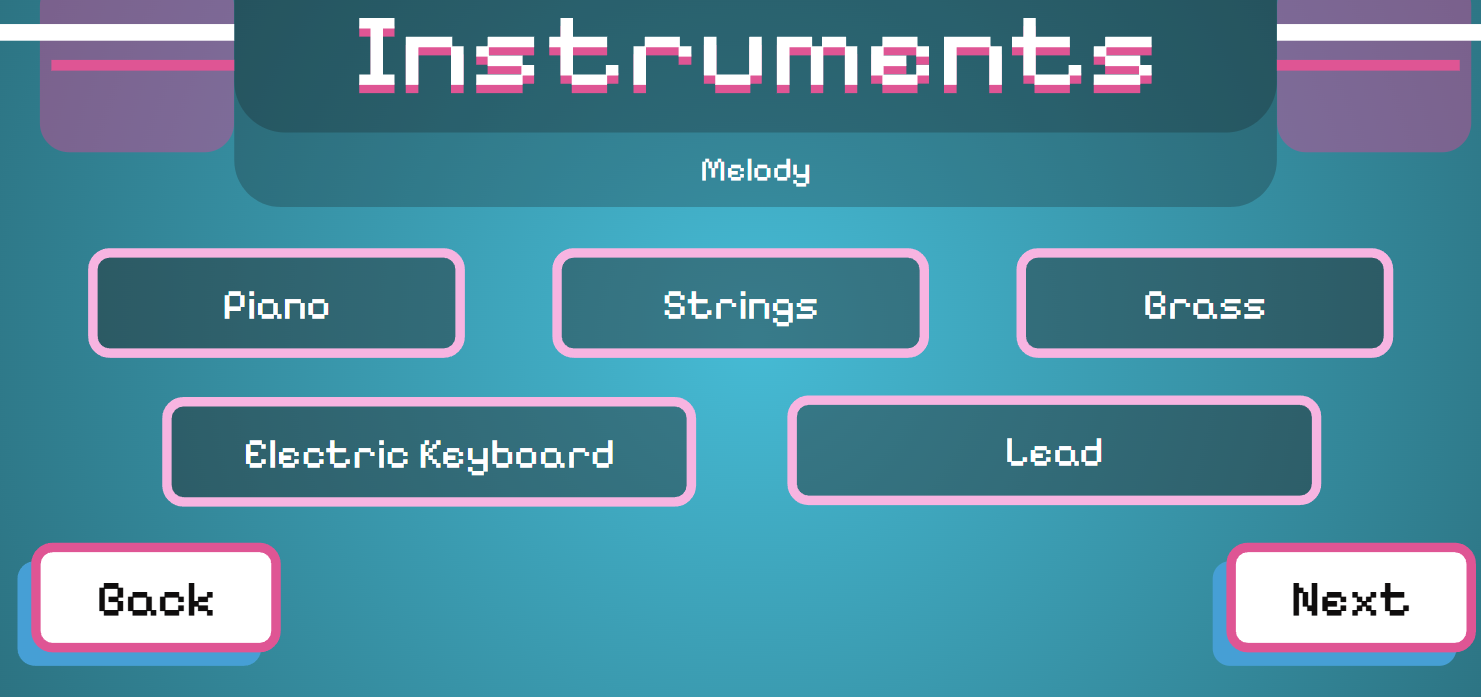 Instruments
Melody
Piano
Strings
Brass
Electric Keyboard
Lead
Back
Next